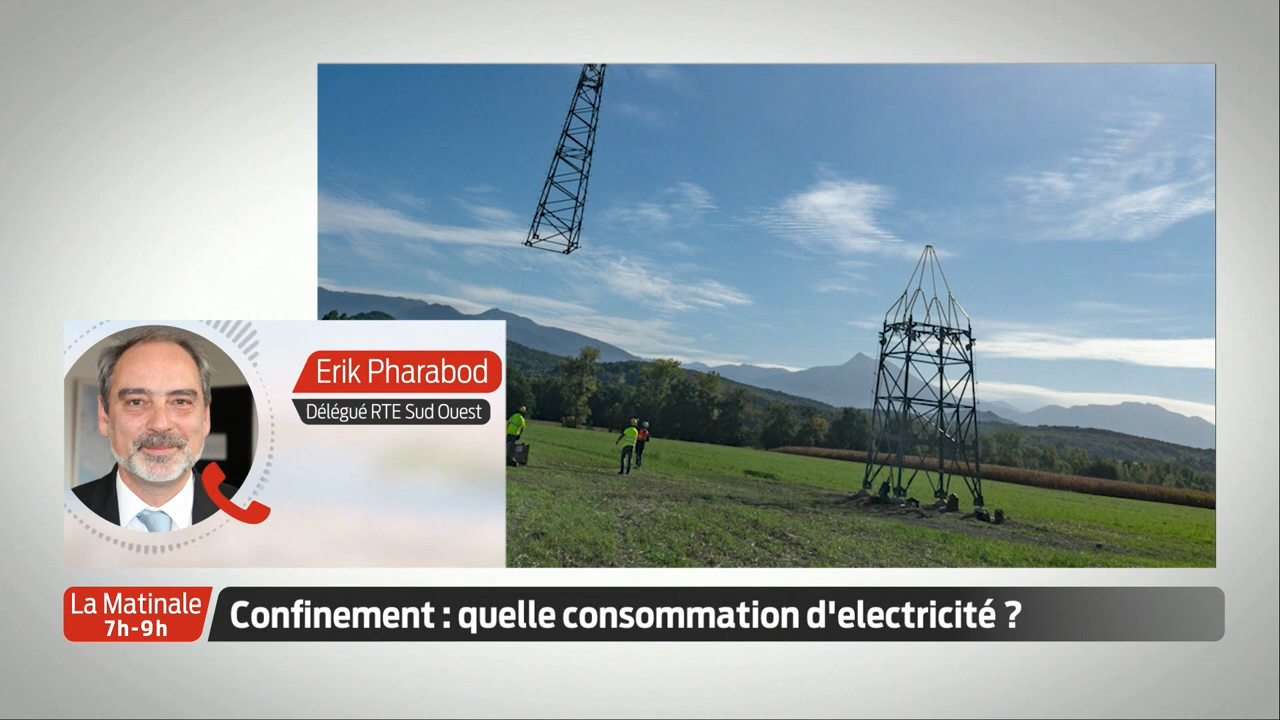 Erik Pharabod
Délégué RTE Sud Ouest
La Matinale
7h-9h
Confinement : quelle consommation d'electricité ?